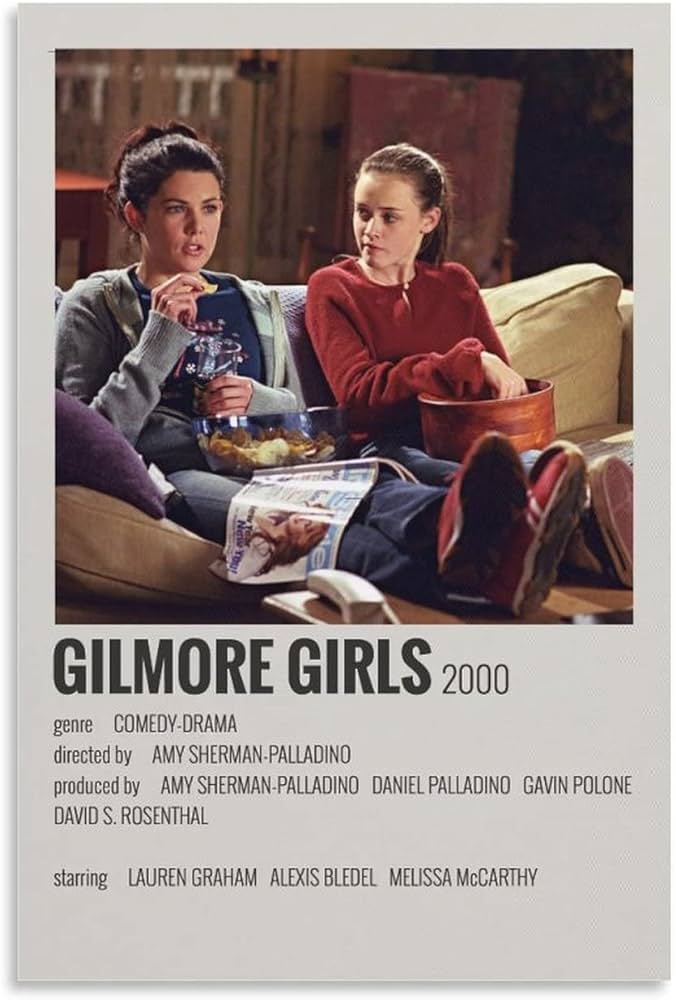 GILMORE GIRLS 2000
genre COMEDY-DRAMA
directed by AMY SHERMAN-PALLADINO
produced by AMY SHERMAN-PALLADINO DANIEL PALLADINO GAVIN POLONE
DAVID S. ROSENTHAL
starring LAUREN GRAHAM ALEXIS BLEDEL MELISSA McCARTHY